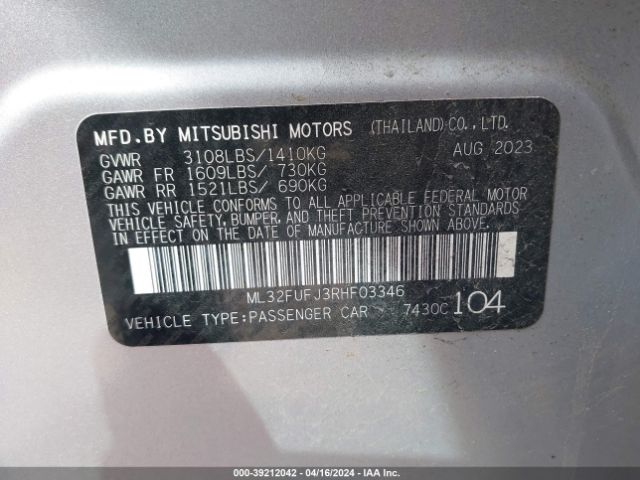 MFD.BY MITSUBISHI MOTORS (THAILAND)CO.,LTD.
GVWR 3108LBS/1410KG AUG 2023
GAWR FR 1609LBS/ 730KG
GAWR RR 1521LBS/ 690KG
THIS VEHICLE CONFORMS TO ALL APPLICABLE FEDERAL MOTOR
VEHICLE SAFETY, BUMPER, AND THEFT PREVENTION STANDARDS
IN EFFECT ON THE DATE OF MANUFACTURE SHOWN ABOVE.
ML32FUFJ3RHF03346
VEHICLE TYPE:PASSENGER CAR 7430C 104
000-39212042 - 04/16/2024 - IAA Inc.